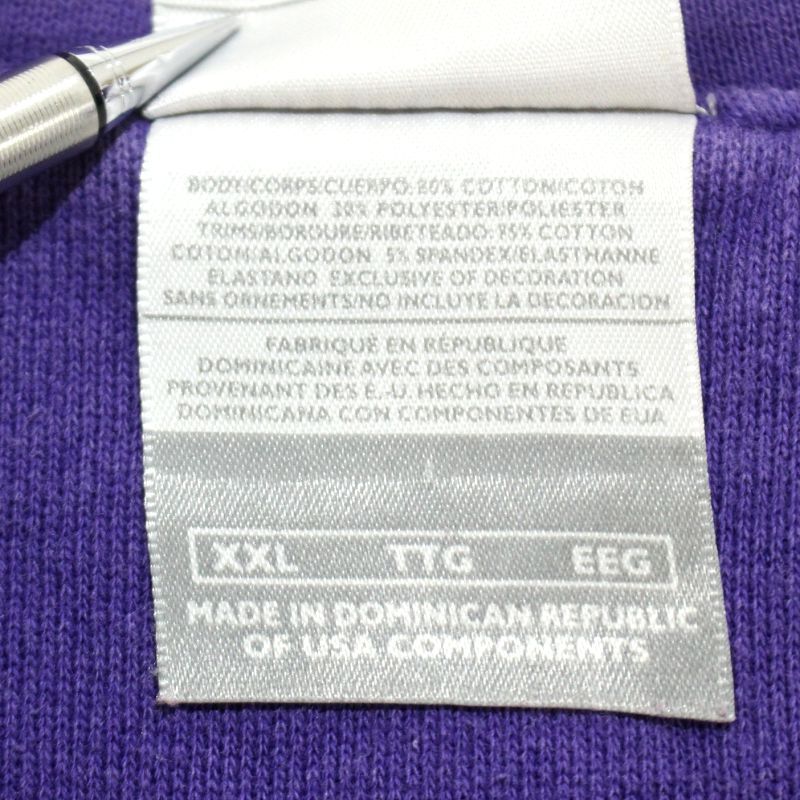 BODY/CORPS/CUERPO: 80% COTTON/COTON
ALGODON 20% POLYESTER/POLIESTER
TRIMS/BORDURE/RIBETEADO: 95% COTTON
COTON/ALGODON 5% SPANDEX/ELASTHANNE
ELASTANO EXCLUSIVE OF DECORATION
SANS ORNEMENTS/NO INCLUYE LA DECORACION
FABRIQUÉ EN RÉPUBLIQUE
DOMINICAINE AVEC DES COMPOSANTS
PROVENANT DES É.-U. HECHO EN REPUBLICA
DOMINICANA CON COMPONENTES DE EUA
XXL TTG EEG
MADE IN DOMINICAN REPUBLIC
OF USA COMPONENTS